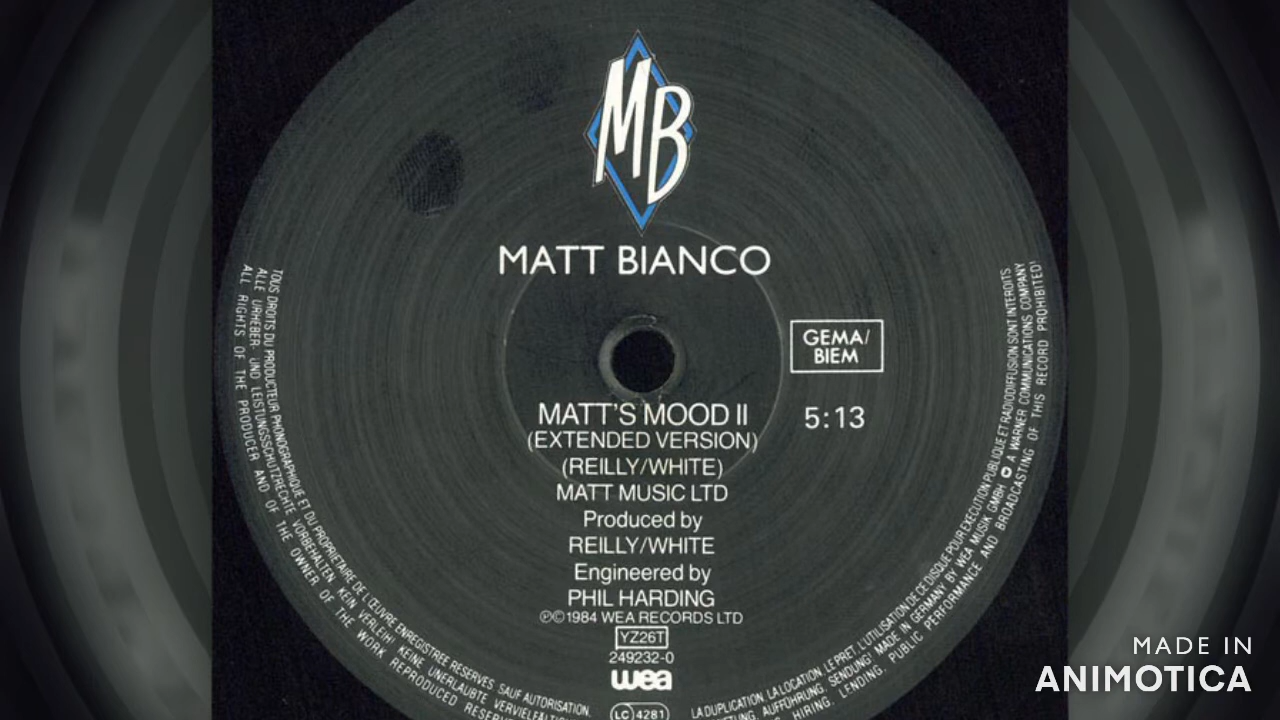 MB
MATT BIANCO
GEMA/
BIEM
MATT'S MOOD II
5:13
(EXTENDED VERSION)
(REILLY/WHITE)
MATT MUSIC LTD
Produced by
REILLY/WHITE
Engineered by
PHIL HARDING
℗©1984 WEA RECORDS LTD
YZ26T
249232-0
wea
LC 4281
TOUS DROITS DU PRODUCTEUR PHONOGRAPHIQUE ET DU PROPRIETAIRE DE L'ŒUVRE ENREGISTREE RESERVES. SAUF AUTORISATION.
LA DUPLICATION. LA LOCATION, LE PRET, L'UTILISATION DE CE DISQUE POUR EXECUTION PUBLIQUE ET RADIODIFFUSION SONT INTERDITS
ALLE URHEBER- UND LEISTUNGSSCHUTZRECHTE VORBEHALTEN. KEIN VERLEIH! KEINE UNERLAUBTE
AUFFÜHRUNG, SENDUNG! MADE IN GERMANY BY WEA MUSIK GMBH. A WARNER COMMUNICATIONS COMPANY
ALL RIGHTS OF THE PRODUCER AND OF THE OWNER OF THE WORK REPRODUCED
HIRING, LENDING, PUBLIC PERFORMANCE AND BROADCASTING OF THIS RECORD PROHIBITED!
MADE IN
ANIMOTICA